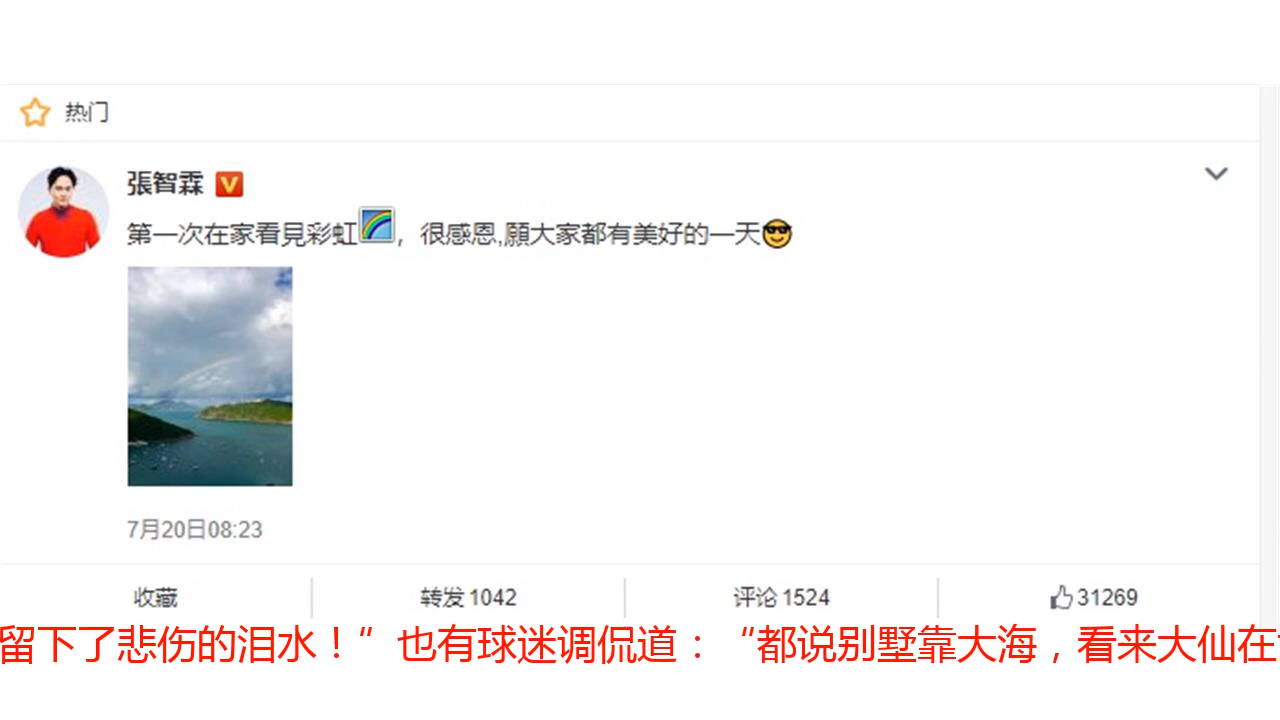 热门
張智霖
第一次在家看見彩虹，很感恩,願大家都有美好的一天
7月20日08:23
收藏 转发 1042 评论 1524 31269
留下了悲伤的泪水！”也有球迷调侃道：“都说别墅靠大海，看来大仙在